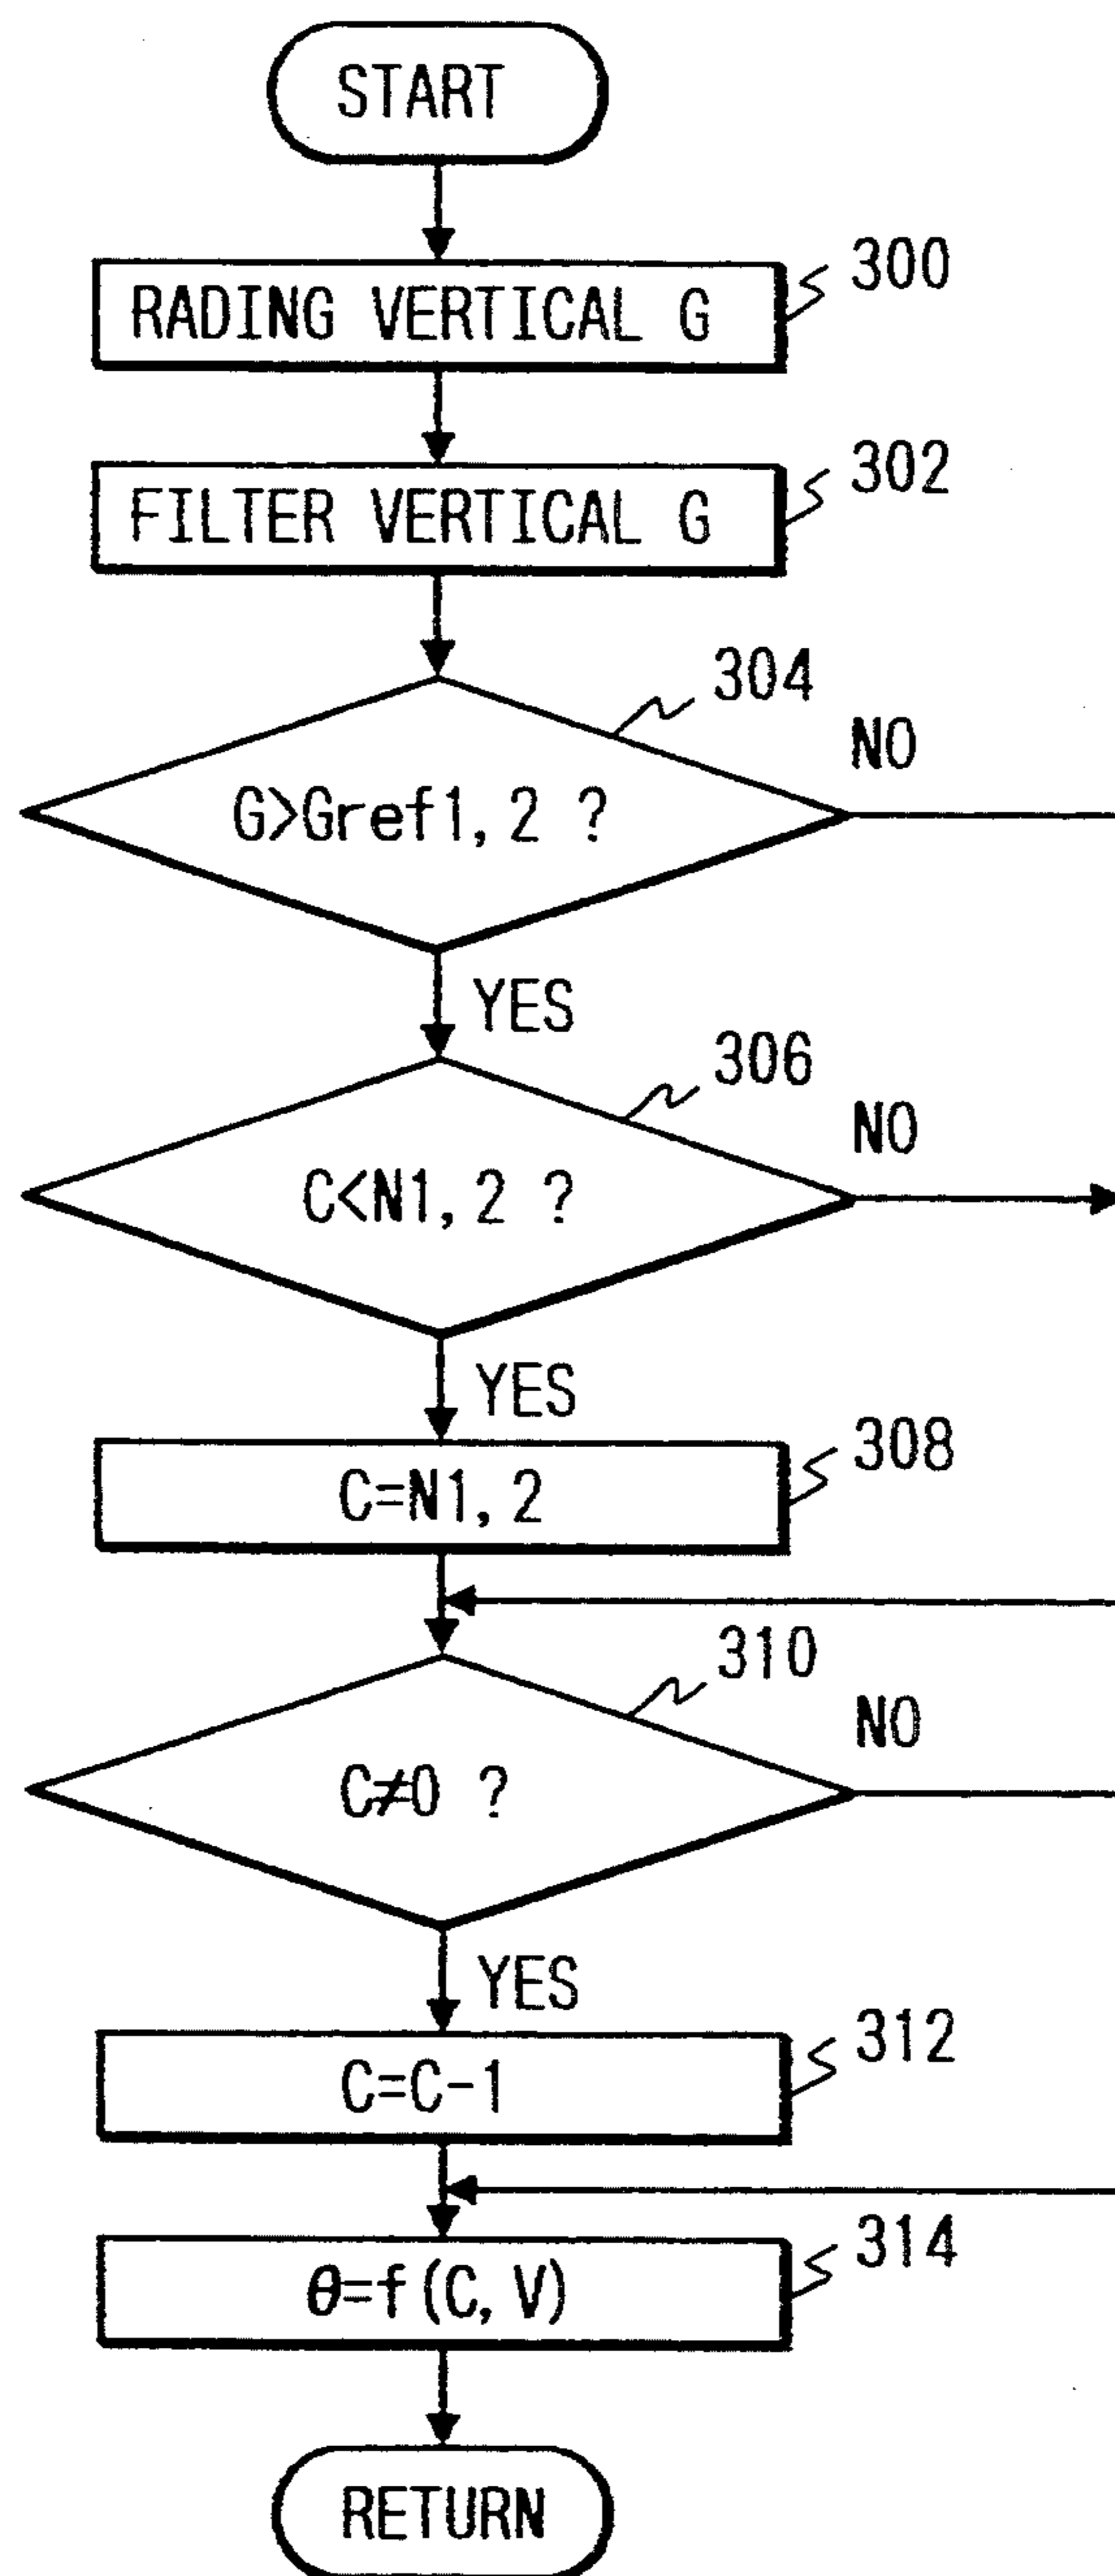 START
RADING VERTICAL G
300
FILTER VERTICAL G
302
304
G>Gref1, 2 ?
NO
YES
306
C<N1, 2 ?
NO
YES
308
C=N1, 2
310
C≠0 ?
NO
YES
312
C=C-1
314
θ=f(C, V)
RETURN